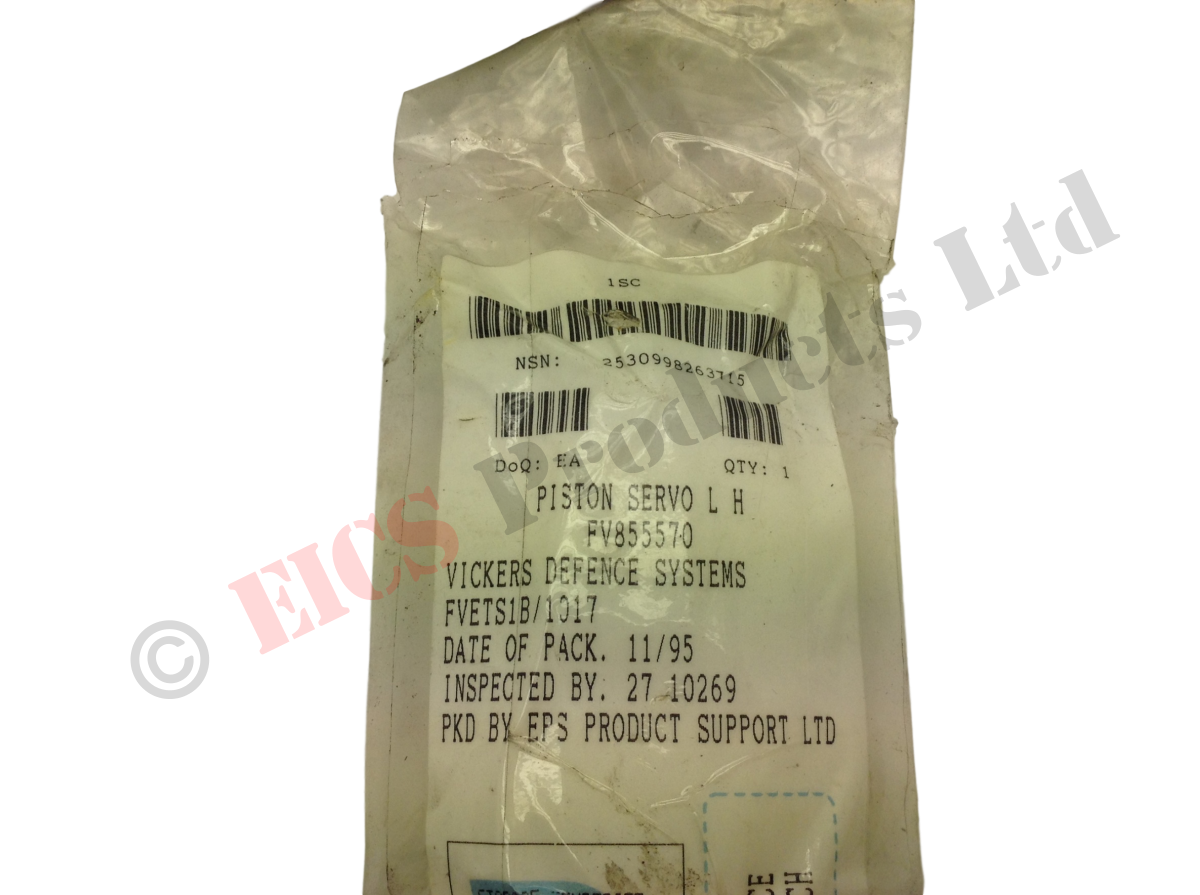 1SC
NSN: 2530998263715
DoQ: EA QTY: 1
PISTON SERVO L H
FV855570
VICKERS DEFENCE SYSTEMS
FVETS1B/1017
DATE OF PACK. 11/95
INSPECTED BY: 27 10269
PKD BY EPS PRODUCT SUPPORT LTD
© EICS Products Ltd